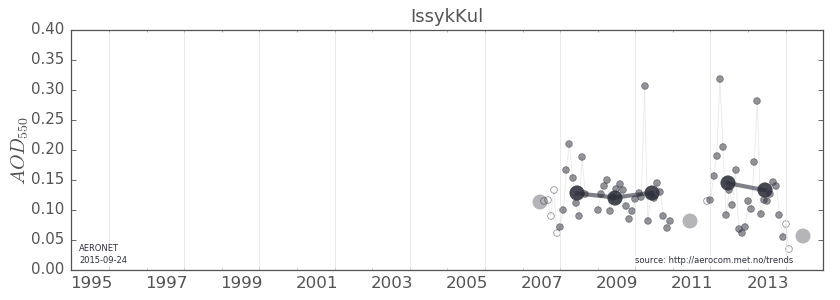 IssykKul
0.40
0.35
0.30
0.25
0.20
0.15
0.10
0.05
0.00
AOD550
AERONET
2015-09-24
source: http://aerocom.met.no/trends
1995 1997 1999 2001 2003 2005 2007 2009 2011 2013